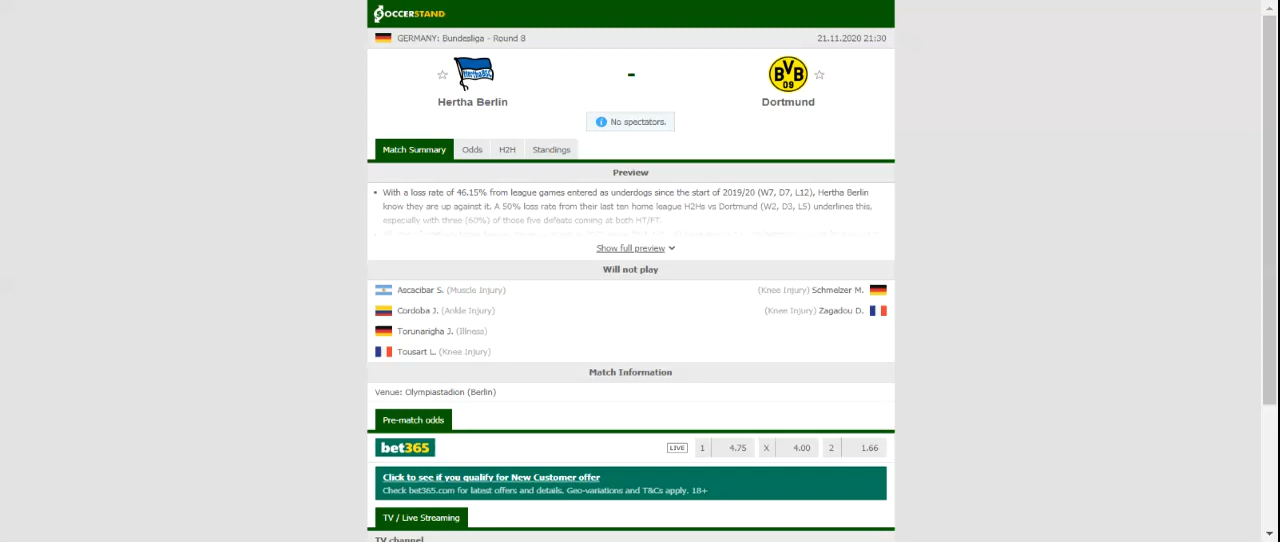 SOCCERSTAND
GERMANY: Bundesliga - Round 8 21.11.2020 21:30
Hertha BSC BVB 09
-
Hertha Berlin Dortmund
No spectators.
Match Summary Odds H2H Standings
Preview
With a loss rate of 46.15% from league games entered as underdogs since the start of 2019/20 (W7, D7, L12), Hertha Berlin
know they are up against it. A 50% loss rate from their last ten home league H2Hs vs Dortmund (W2, D3, L5) underlines this,
especially with three (60%) of those five defeats coming at both HT/FT.
Show full preview
Will not play
Ascacibar S. (Muscle Injury) (Knee Injury) Schmelzer M.
Cordoba J. (Ankle Injury) (Knee Injury) Zagadou D.
Torunarigha J. (Illness)
Tousart L. (Knee Injury)
Match Information
Venue: Olympiastadion (Berlin)
Pre-match odds
bet365 LIVE 1 4.75 X 4.00 2 1.66
Click to see if you qualify for New Customer offer
Check bet365.com for latest offers and details. Geo-variations and T&Cs apply. 18+
TV / Live Streaming
TV channel